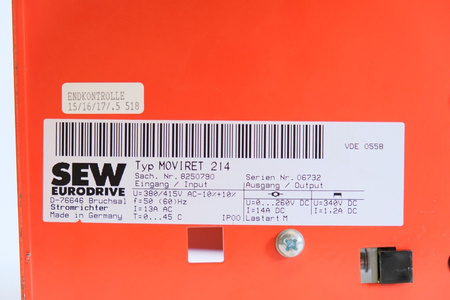 ENDKONTROLLE
15/16/17/.5 518
VDE 0558
SEW
EURODRIVE
D-76646 Bruchsal
Stromrichter
Made in Germany
Typ MOVIRET 214
Sach. Nr. 8250790 Serien Nr. 06732
Eingang / Input Ausgang / Output
U=380/415V AC-10%+10%
f=50 (60)Hz U=0...260V DC U=340V DC
I=13A AC I=14A DC I=1.2A DC
T=0...45 C IP00 Lastart: M